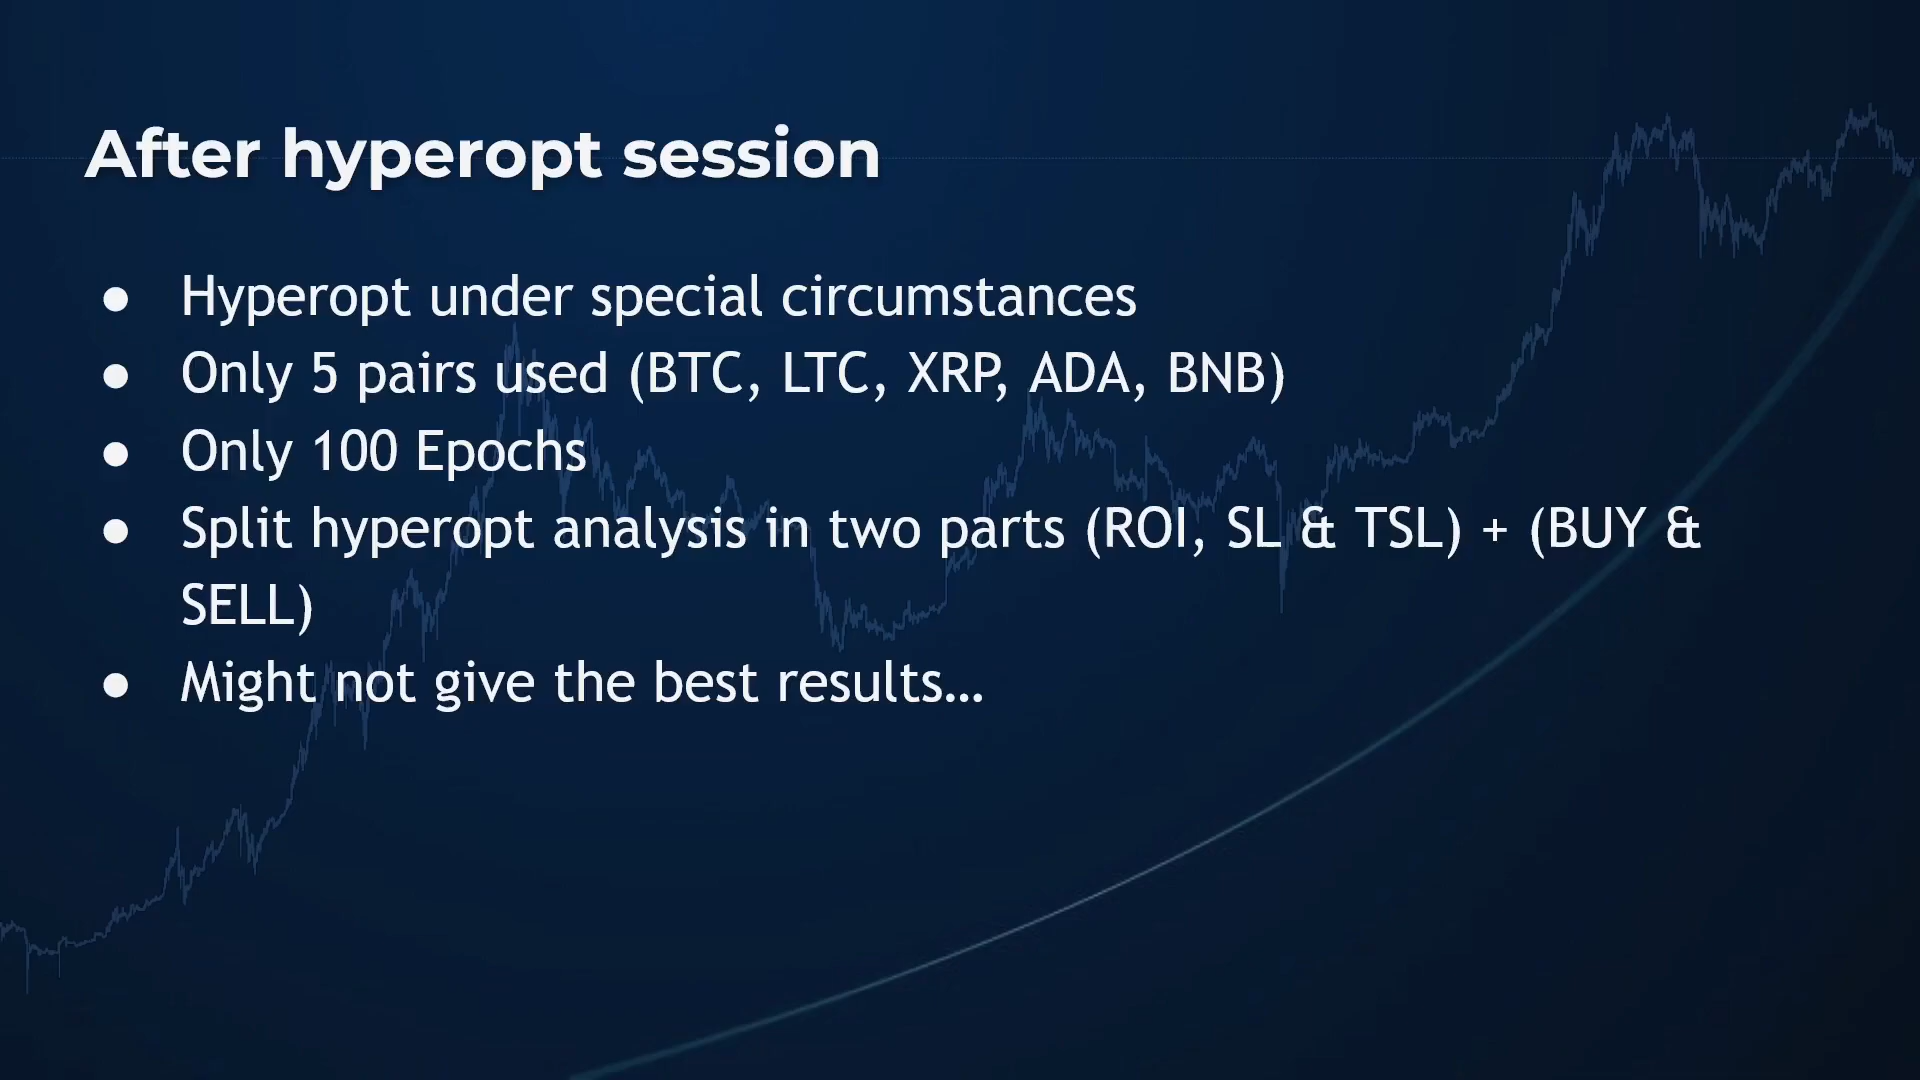 After hyperopt session
● Hyperopt under special circumstances
● Only 5 pairs used (BTC, LTC, XRP, ADA, BNB)
● Only 100 Epochs
● Split hyperopt analysis in two parts (ROI, SL & TSL) + (BUY &
SELL)
● Might not give the best results…